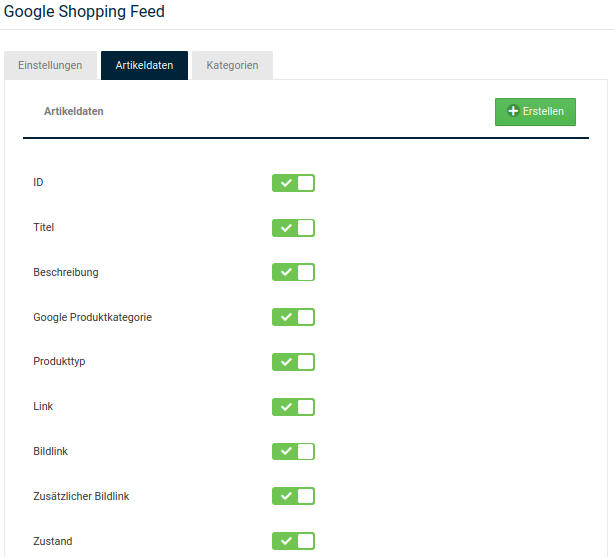 Google Shopping Feed
Einstellungen Artikeldaten Kategorien
Artikeldaten Erstellen
ID
Titel
Beschreibung
Google Produktkategorie
Produkttyp
Link
Bildlink
Zusätzlicher Bildlink
Zustand